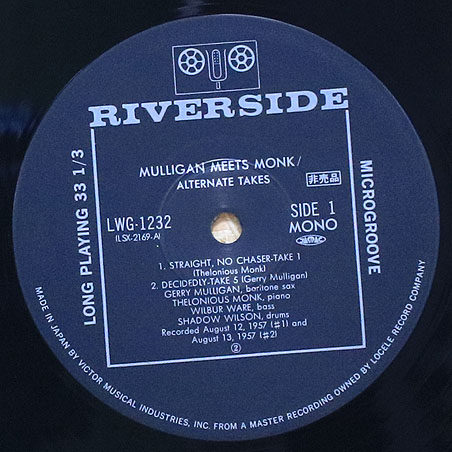 RIVERSIDE
LONG PLAYING 33 1/3
MICROGROOVE
MULLIGAN MEETS MONK/
ALTERNATE TAKES
非売品
LWG-1232
(LSX-2169-A)
SIDE 1
MONO
1. STRAIGHT, NO CHASER-TAKE 1
(Thelonious Monk)
2. DECIDEDLY-TAKE 5 (Gerry Mulligan)
GERRY MULLIGAN, baritone sax
THELONIOUS MONK, piano
WILBUR WARE, bass
SHADOW WILSON, drums
Recorded August 12, 1957 (#1) and
August 13, 1957 (#2)
②
MADE IN JAPAN BY VICTOR MUSICAL INDUSTRIES, INC. FROM A MASTER RECORDING OWNED BY LOCELE RECORD COMPANY